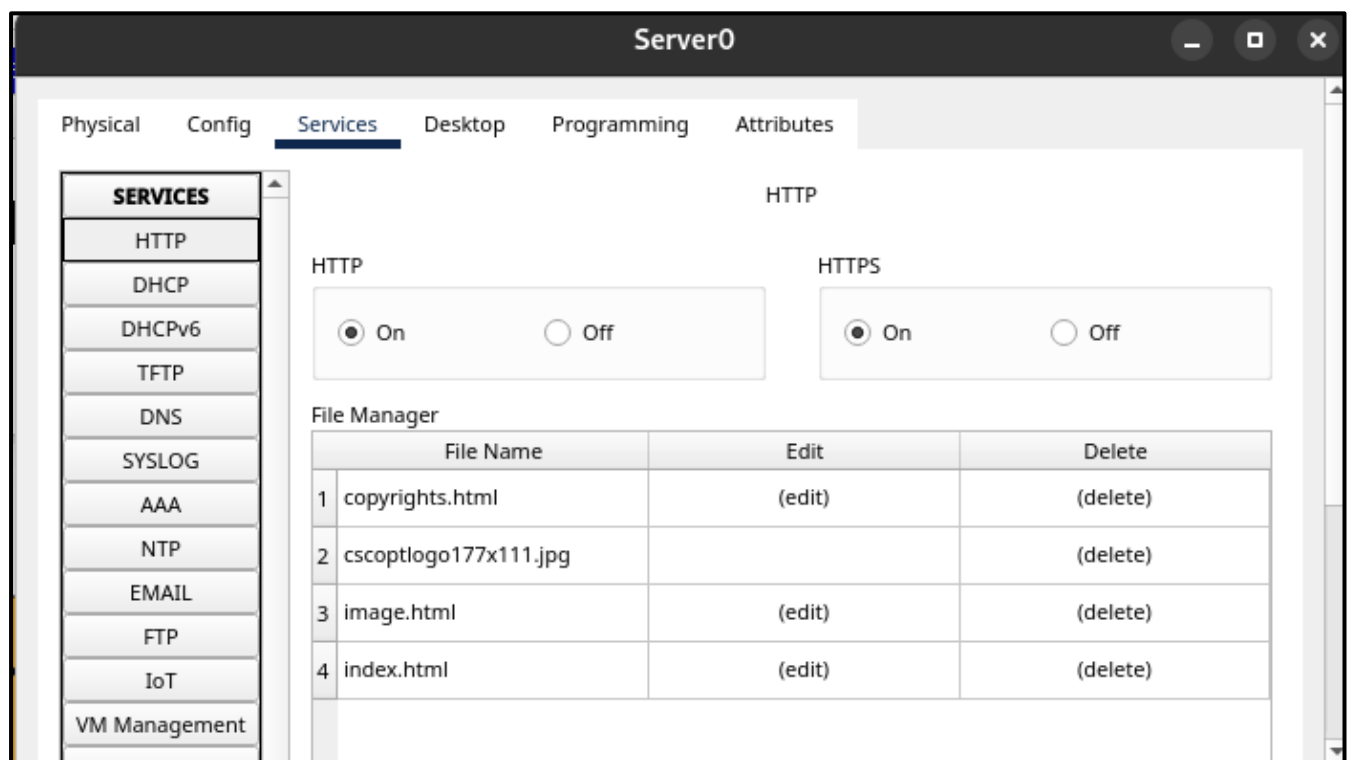 Server0
Physical Config Services Desktop Programming Attributes
SERVICES
HTTP
DHCP
DHCPv6
TFTP
DNS
SYSLOG
AAA
NTP
EMAIL
FTP
IoT
VM Management
HTTP
HTTP HTTPS
On Off On Off
File Manager
File Name Edit Delete
1 copyrights.html (edit) (delete)
2 cscoptlogo177x111.jpg (delete)
3 image.html (edit) (delete)
4 index.html (edit) (delete)